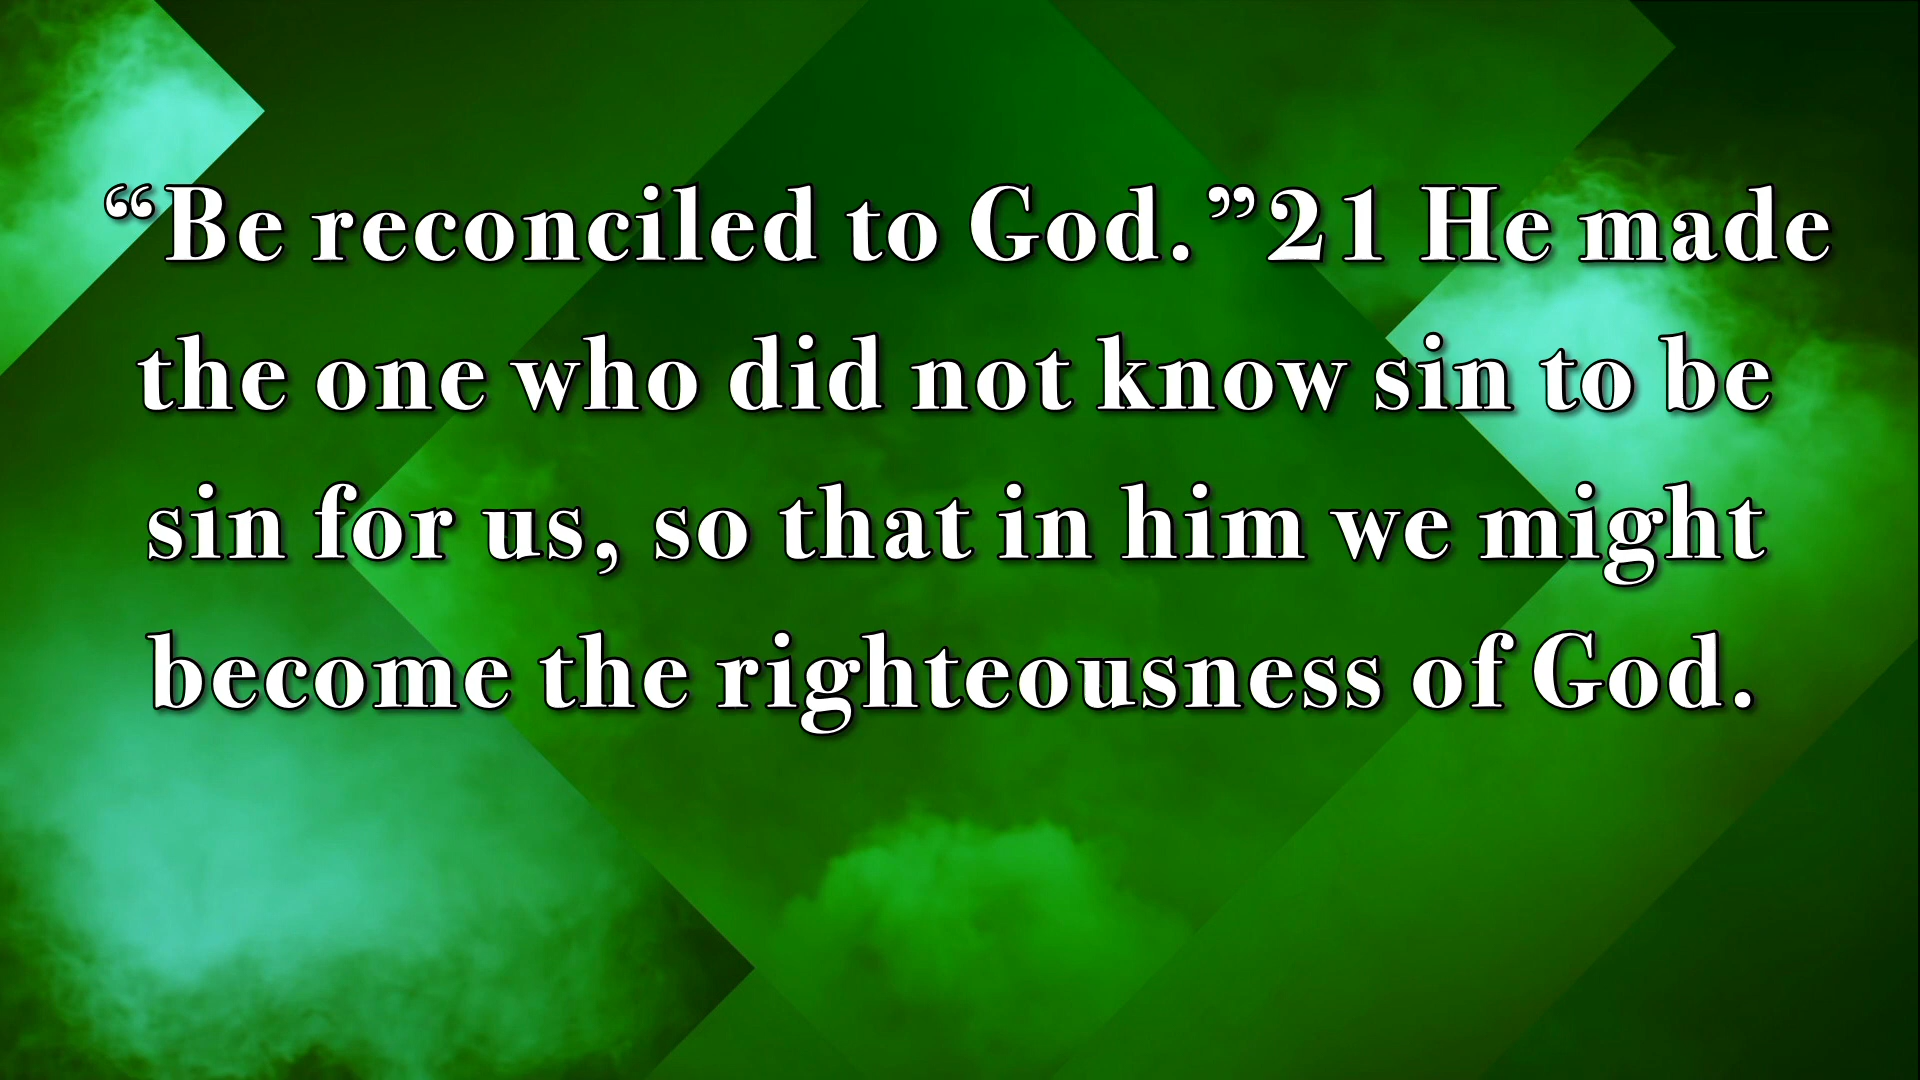 “Be reconciled to God.”21 He made
the one who did not know sin to be
sin for us, so that in him we might
become the righteousness of God.